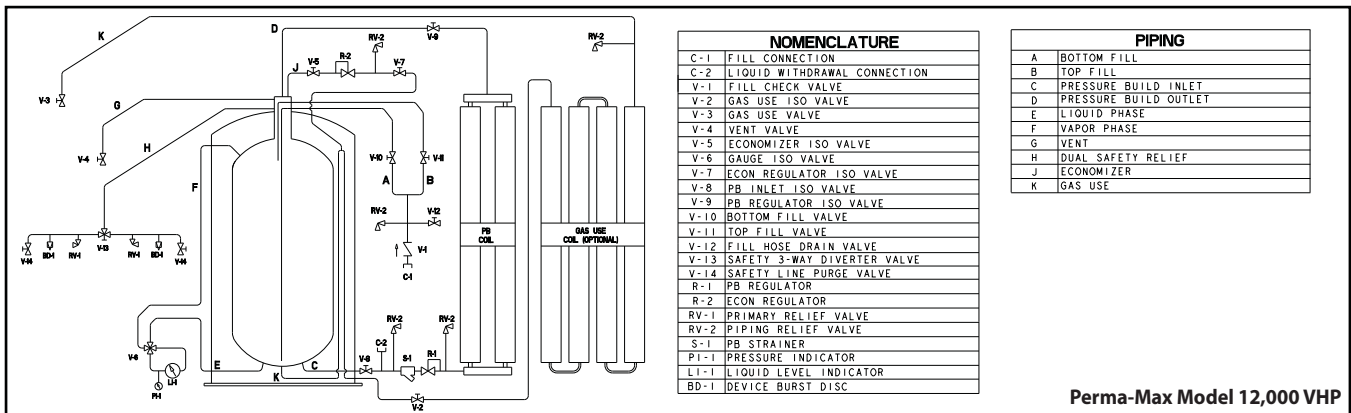 K
D
V-9
RV-2
RV-2
R-2
V-5
V-7
J
V-3
G
H
V-4
V-10
V-11
A
B
F
RV-2
V-12
V-1
C-1
PB
COIL
GAS USE
COIL (OPTIONAL)
V-14
BD-1
RV-1
V-13
RV-1
BD-1
V-14
V-6
LI-1
PI-1
E
K
C
V-8
C-2
RV-2
S-1
R-1
RV-2
V-2
NOMENCLATURE
C-1 FILL CONNECTION
C-2 LIQUID WITHDRAWAL CONNECTION
V-1 FILL CHECK VALVE
V-2 GAS USE ISO VALVE
V-3 GAS USE VALVE
V-4 VENT VALVE
V-5 ECONOMIZER ISO VALVE
V-6 GAUGE ISO VALVE
V-7 ECON REGULATOR ISO VALVE
V-8 PB INLET ISO VALVE
V-9 PB REGULATOR ISO VALVE
V-10 BOTTOM FILL VALVE
V-11 TOP FILL VALVE
V-12 FILL HOSE DRAIN VALVE
V-13 SAFETY 3-WAY DIVERTER VALVE
V-14 SAFETY LINE PURGE VALVE
R-1 PB REGULATOR
R-2 ECON REGULATOR
RV-1 PRIMARY RELIEF VALVE
RV-2 PIPING RELIEF VALVE
S-1 PB STRAINER
PI-1 PRESSURE INDICATOR
LI-1 LIQUID LEVEL INDICATOR
BD-1 DEVICE BURST DISC
PIPING
A BOTTOM FILL
B TOP FILL
C PRESSURE BUILD INLET
D PRESSURE BUILD OUTLET
E LIQUID PHASE
F VAPOR PHASE
G VENT
H DUAL SAFETY RELIEF
J ECONOMIZER
K GAS USE
Perma-Max Model 12,000 VHP